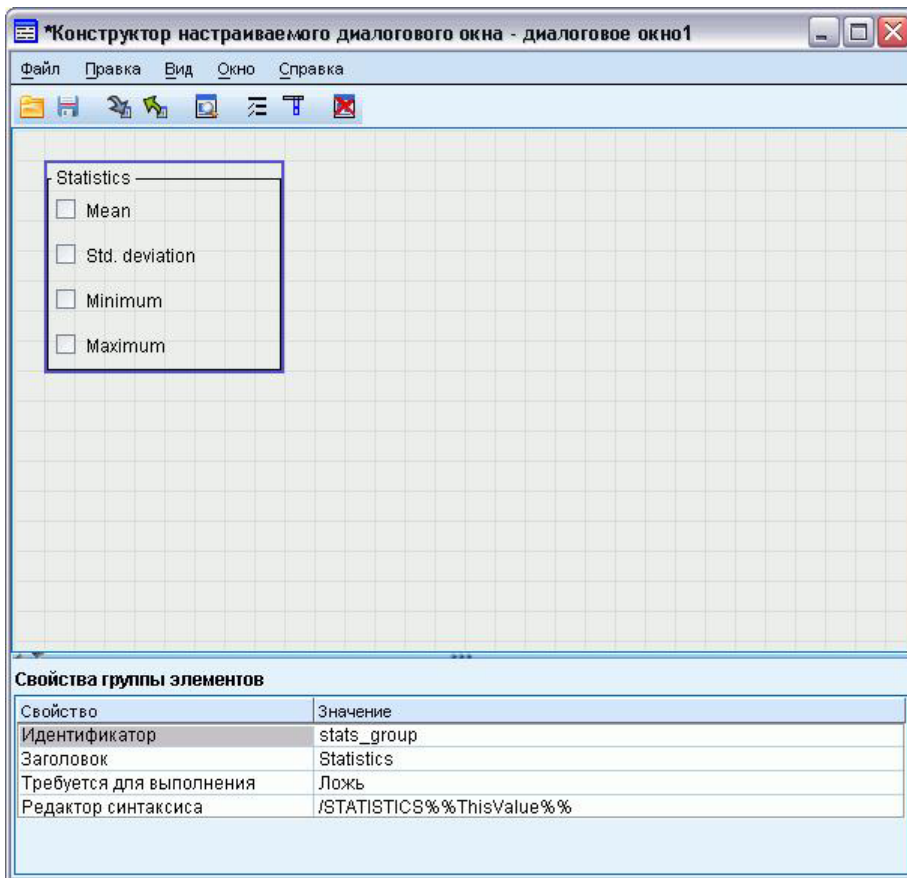 *Конструктор настраиваемого диалогового окна - диалоговое окно1
Файл Правка Вид Окно Справка
Statistics
Mean
Std. deviation
Minimum
Maximum
Свойства группы элементов
Свойство Значение
Идентификатор stats_group
Заголовок Statistics
Требуется для выполнения Ложь
Редактор синтаксиса /STATISTICS%%ThisValue%%